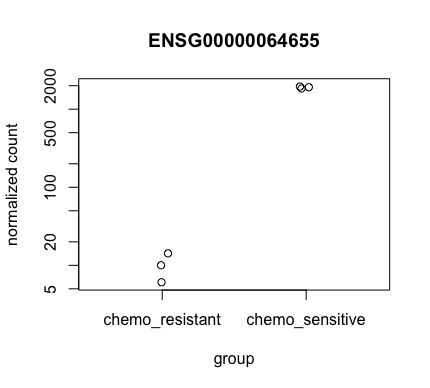 ENSG00000064655
normalized count
2000
500
100
20
5
chemo_resistant
chemo_sensitive
group